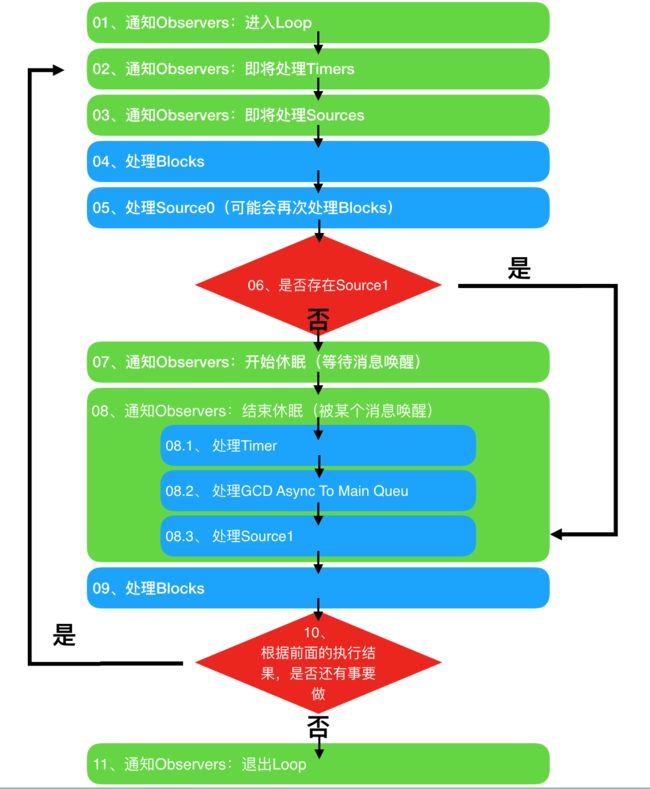 01、通知Observers：进入Loop
02、通知Observers：即将处理Timers
03、通知Observers：即将处理Sources
04、处理Blocks
05、处理Source0（可能会再次处理Blocks）
06、是否存在Source1
是
否
07、通知Observers：开始休眠（等待消息唤醒）
08、通知Observers：结束休眠（被某个消息唤醒）
08.1、 处理Timer
08.2、 处理GCD Async To Main Queu
08.3、 处理Source1
09、处理Blocks
是
10、
根据前面的执行结
果，是否还有事要
做
否
11、通知Observers：退出Loop